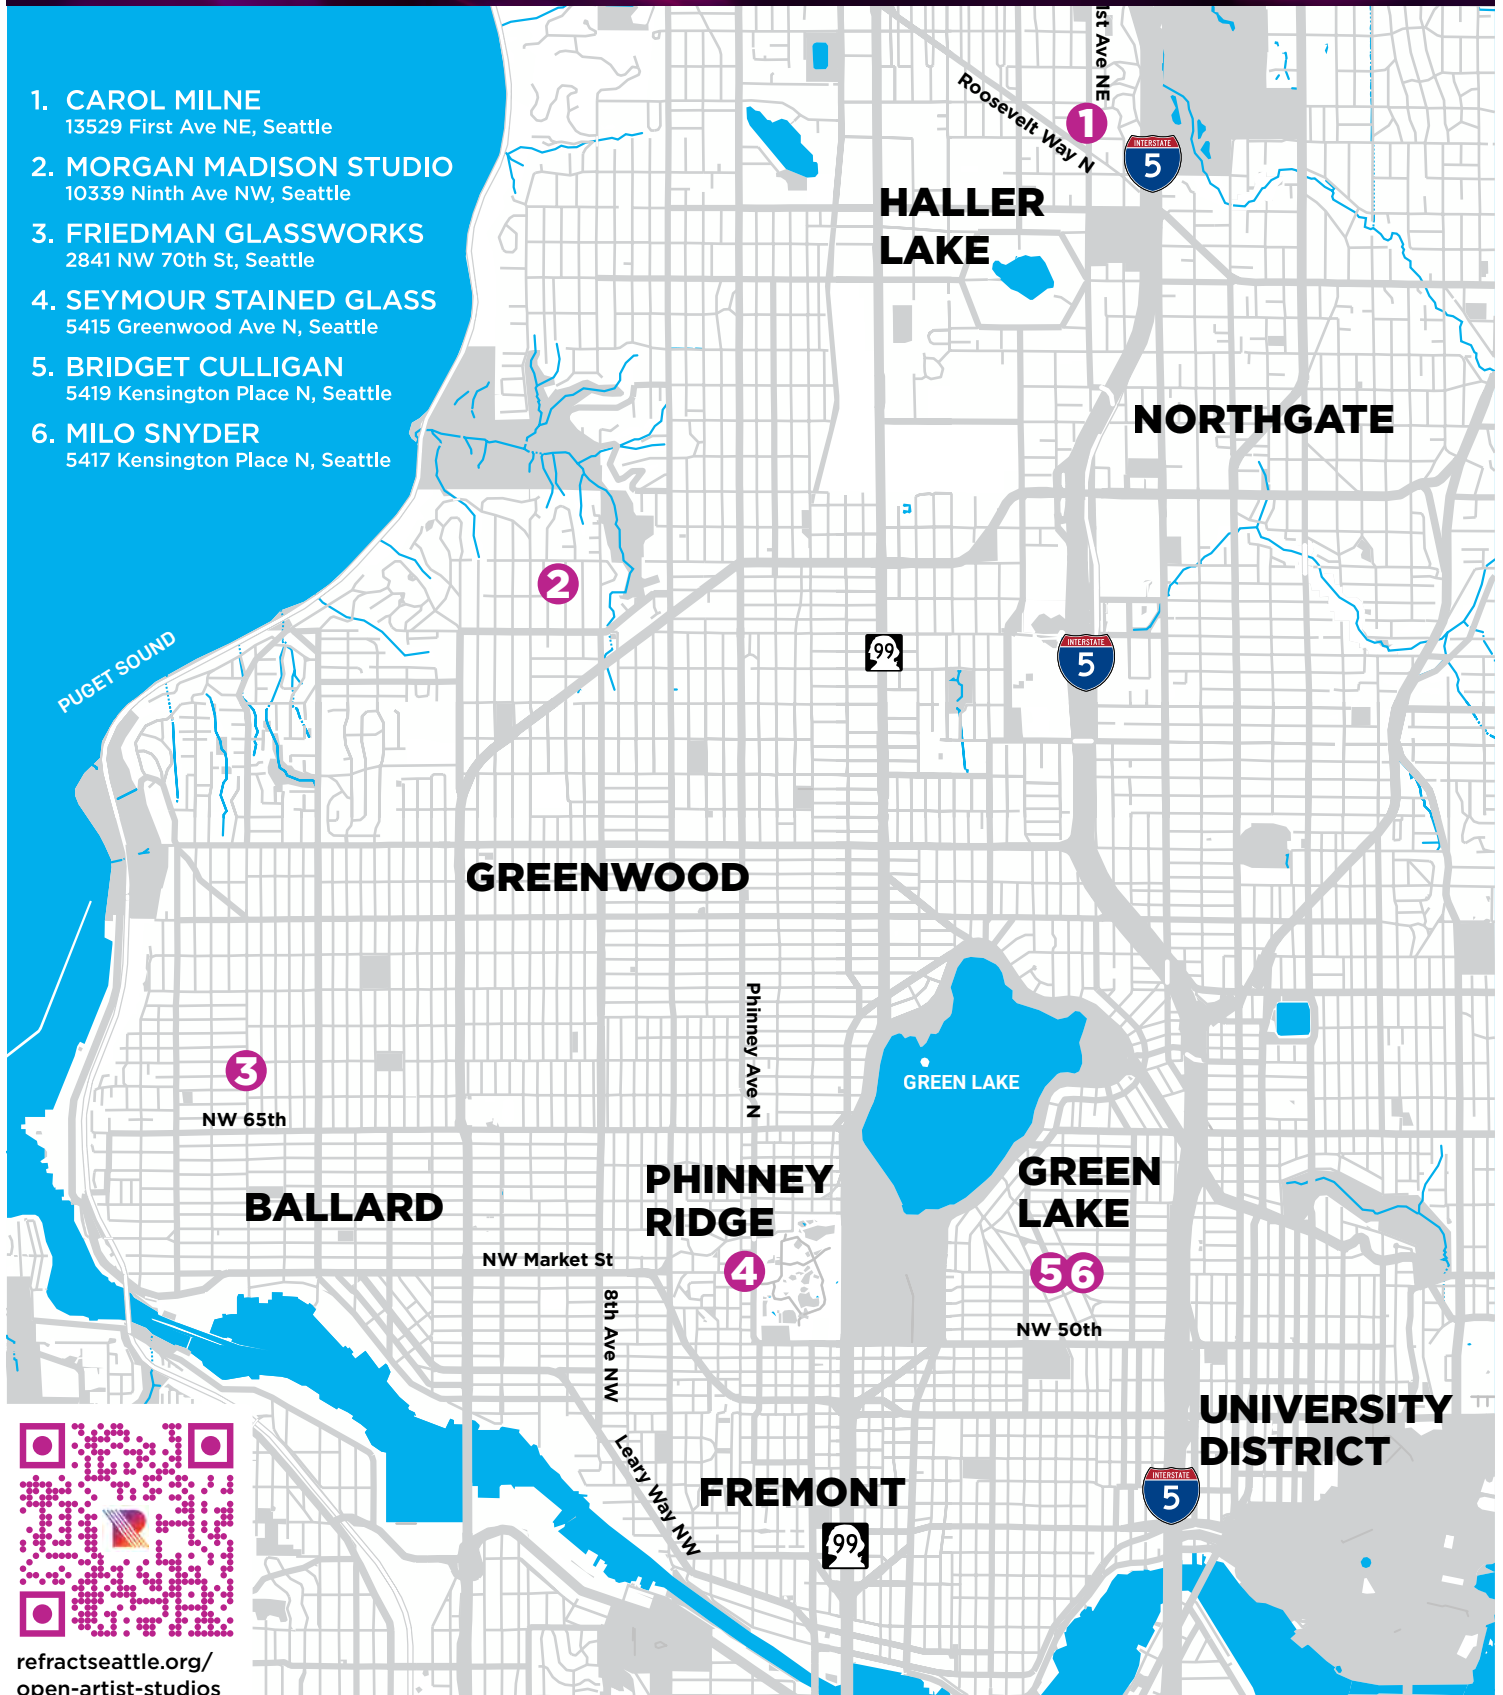 1. CAROL MILNE
13529 First Ave NE, Seattle
2. MORGAN MADISON STUDIO
10339 Ninth Ave NW, Seattle
3. FRIEDMAN GLASSWORKS
2841 NW 70th St, Seattle
4. SEYMOUR STAINED GLASS
5415 Greenwood Ave N, Seattle
5. BRIDGET CULLIGAN
5419 Kensington Place N, Seattle
6. MILO SNYDER
5417 Kensington Place N, Seattle
1st Ave NE
Roosevelt Way N
1
INTERSTATE
5
HALLER
LAKE
NORTHGATE
2
PUGET SOUND
99
INTERSTATE
5
GREENWOOD
Phinney Ave N
3
GREEN LAKE
NW 65th
BALLARD
PHINNEY
RIDGE
GREEN
LAKE
NW Market St
4
5
6
8th Ave NW
NW 50th
UNIVERSITY
DISTRICT
Leary Way NW
FREMONT
INTERSTATE
5
99
R
refractseattle.org/
open-artist-studios